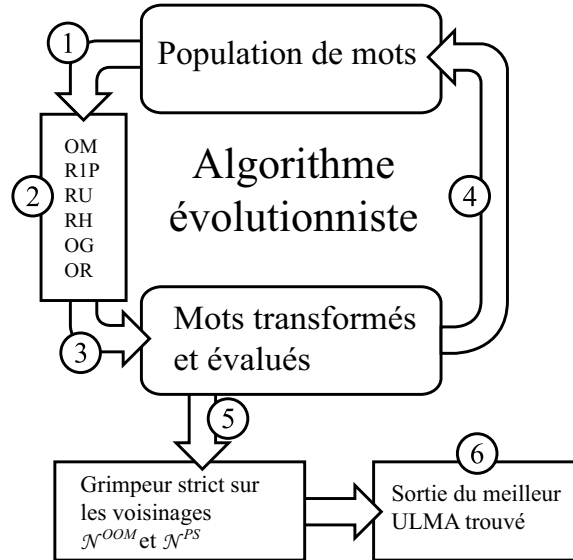 1
Population de mots
OM
R1P
RU
RH
OG
OR
2
Algorithme
évolutionniste
4
3
Mots transformés
et évalués
5
Grimpeur strict sur
les voisinages
𝒩^OOM et 𝒩^PS
6
Sortie du meilleur
ULMA trouvé